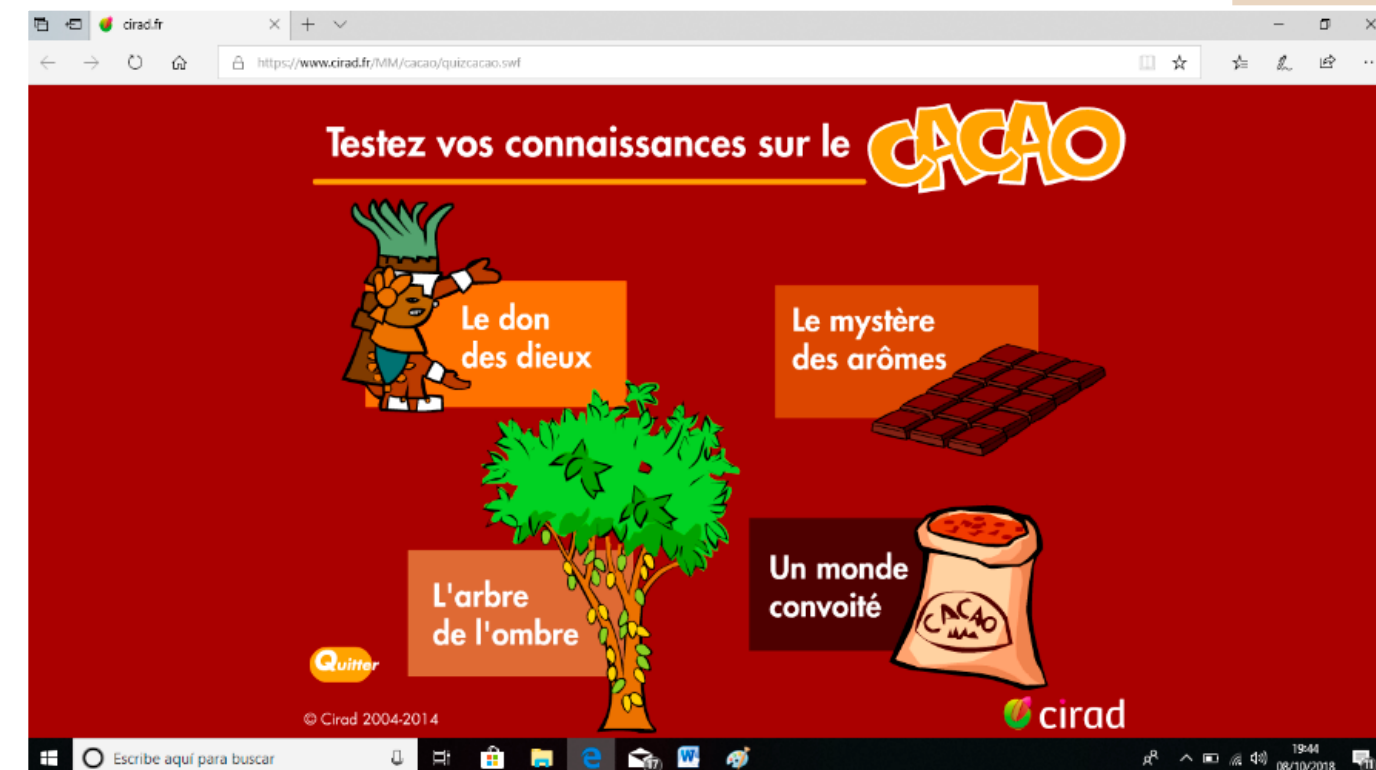 cirad.fr
https://www.cirad.fr/MM/cacao/quizcacao.swf
Testez vos connaissances sur le CACAO
Le don
des dieux
Le mystère
des arômes
L'arbre
de l'ombre
Un monde
convoité
CACAO
Quitter
© Cirad 2004-2014
cirad
Escribe aquí para buscar
17
W
19:44
08/10/2018
11